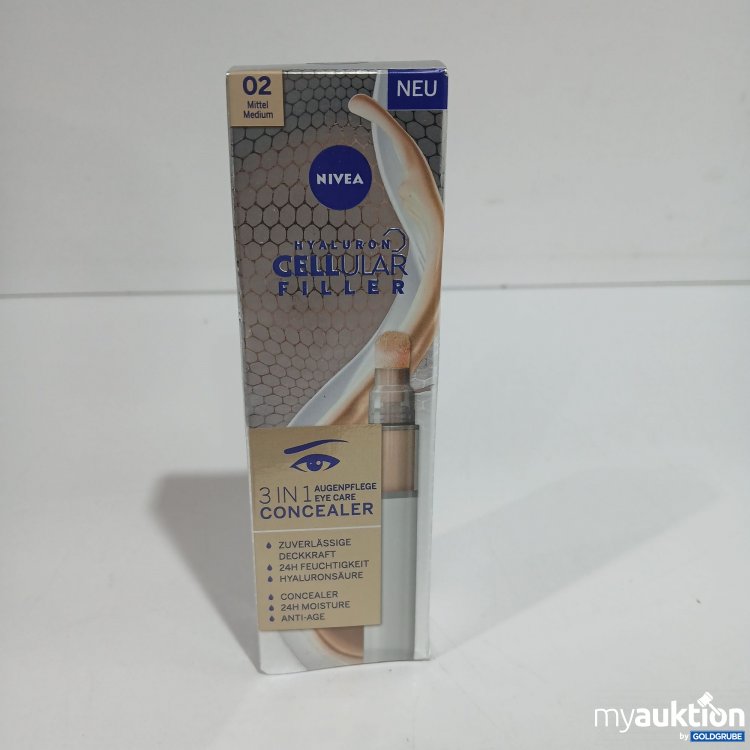 02
Mittel
Medium
NEU
NIVEA
HYALURON
CELLULAR
FILLER
3 IN 1 AUGENPFLEGE
EYE CARE
CONCEALER
ZUVERLÄSSIGE
DECKKRAFT
24H FEUCHTIGKEIT
HYALURONSÄURE
CONCEALER
24H MOISTURE
ANTI-AGE
myauktion
by GOLDGRUBE